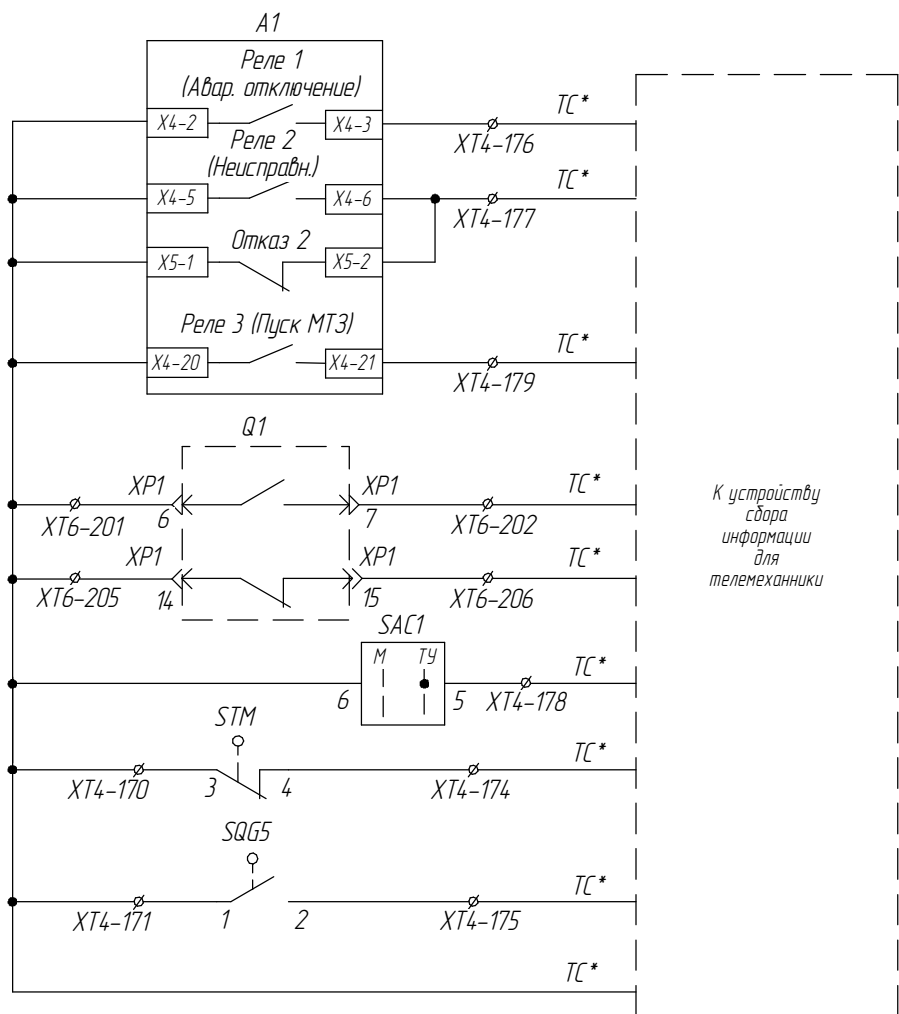 A1
Реле 1
(Авар. отключение)
X4-2
X4-3
TC*
XT4-176
Реле 2
(Неисправн.)
X4-5
X4-6
TC*
XT4-177
Отказ 2
X5-1
X5-2
Реле 3 (Пуск МТЗ)
X4-20
X4-21
TC*
XT4-179
Q1
XP1
XP1
TC*
XT6-201
6
7
XT6-202
XP1
XP1
TC*
XT6-205
14
15
XT6-206
К устройству
сбора
информации
для
телемеханники
SAC1
М
ТУ
TC*
6
5
XT4-178
STM
TC*
XT4-170
3
4
XT4-174
SQG5
TC*
XT4-171
1
2
XT4-175
TC*